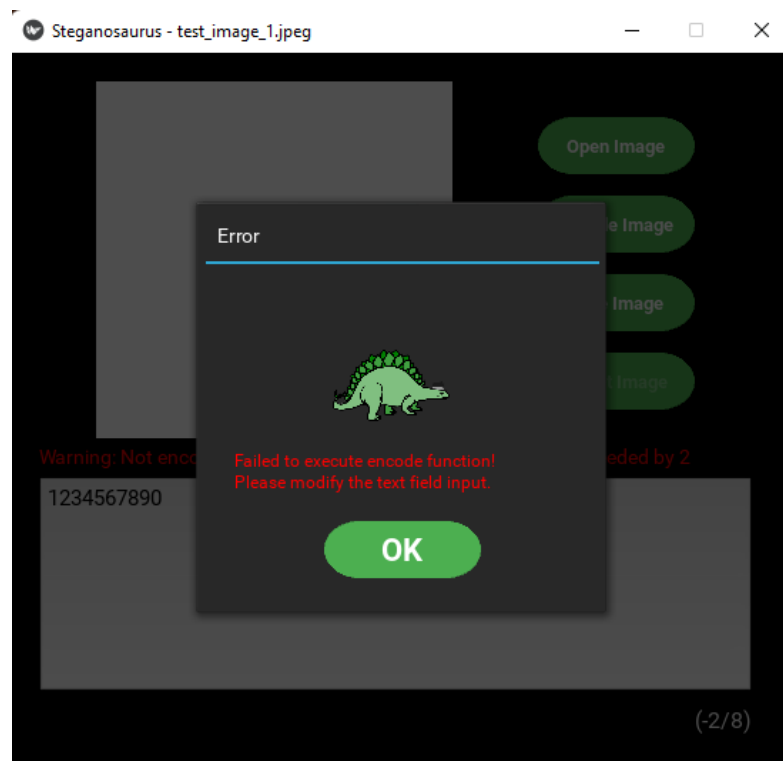 Steganosaurus - test_image_1.jpeg
Open Image
Error
e Image
Image
Image
Warning: Not enco
eded by 2
Failed to execute encode function!
Please modify the text field input.
1234567890
OK
(-2/8)